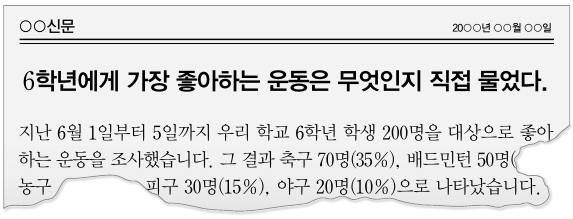 ○○신문
20○○년 ○○월 ○○일
6학년에게 가장 좋아하는 운동은 무엇인지 직접 물었다.
지난 6월 1일부터 5일까지 우리 학교 6학년 학생 200명을 대상으로 좋아
하는 운동을 조사했습니다. 그 결과 축구 70명(35%), 배드민턴 50명(
농구 피구 30명(15%), 야구 20명(10%)으로 나타났습니다.